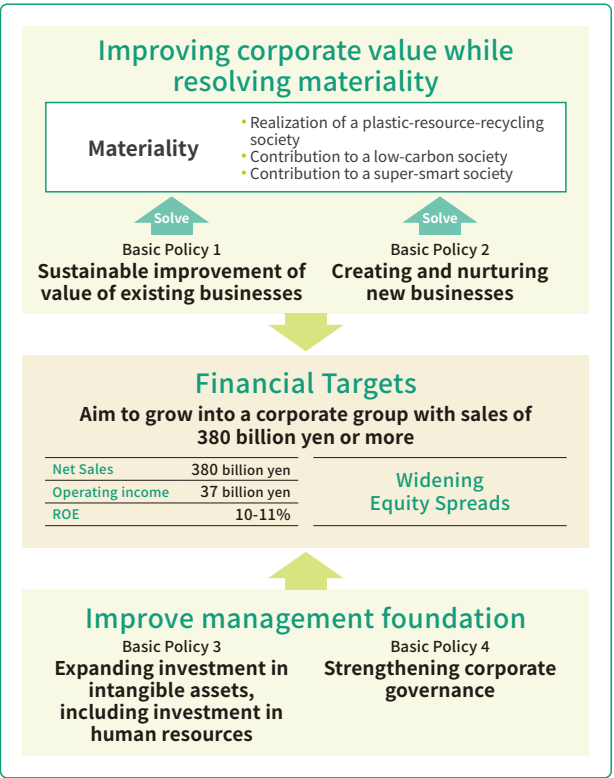 Improving corporate value while
resolving materiality
Materiality
• Realization of a plastic-resource-recycling
society
• Contribution to a low-carbon society
• Contribution to a super-smart society
Solve
Solve
Basic Policy 1
Sustainable improvement of
value of existing businesses
Basic Policy 2
Creating and nurturing
new businesses
Financial Targets
Aim to grow into a corporate group with sales of
380 billion yen or more
Net Sales 380 billion yen
Operating income 37 billion yen
ROE 10-11%
Widening
Equity Spreads
Improve management foundation
Basic Policy 3
Expanding investment in
intangible assets,
including investment in
human resources
Basic Policy 4
Strengthening corporate
governance